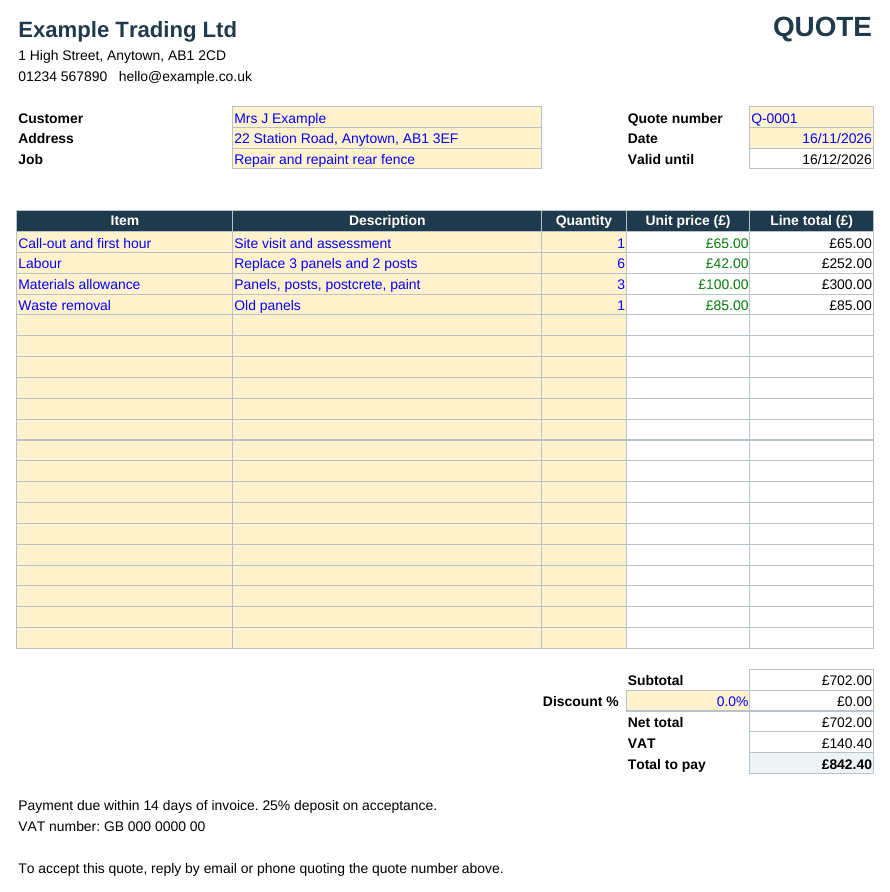 Example Trading Ltd QUOTE
1 High Street, Anytown, AB1 2CD
01234 567890 hello@example.co.uk
Customer Mrs J Example Quote number Q-0001
Address 22 Station Road, Anytown, AB1 3EF Date 16/11/2026
Job Repair and repaint rear fence Valid until 16/12/2026
Item Description Quantity Unit price (£) Line total (£)
Call-out and first hour Site visit and assessment 1 £65.00 £65.00
Labour Replace 3 panels and 2 posts 6 £42.00 £252.00
Materials allowance Panels, posts, postcrete, paint 3 £100.00 £300.00
Waste removal Old panels 1 £85.00 £85.00
Subtotal £702.00
Discount % 0.0% £0.00
Net total £702.00
VAT £140.40
Total to pay £842.40
Payment due within 14 days of invoice. 25% deposit on acceptance.
VAT number: GB 000 0000 00
To accept this quote, reply by email or phone quoting the quote number above.